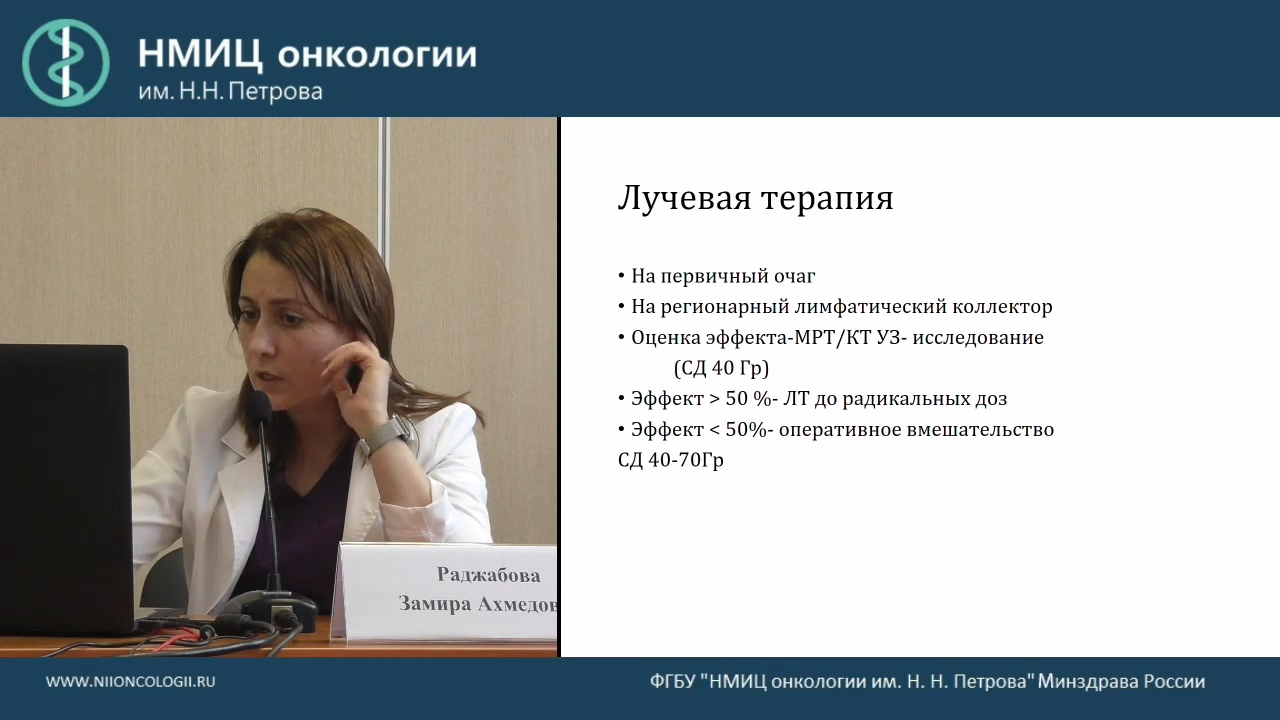 НМИЦ онкологии
им. Н.Н. Петрова
Лучевая терапия
• На первичный очаг
• На регионарный лимфатический коллектор
• Оценка эффекта-МРТ/КТ УЗ- исследование
(СД 40 Гр)
• Эффект > 50 %- ЛТ до радикальных доз
• Эффект < 50%- оперативное вмешательство
СД 40-70Гр
Раджабова
Замира Ахмедов
WWW.NIIONCOLOGII.RU
ФГБУ "НМИЦ онкологии им. Н. Н. Петрова" Минздрава России